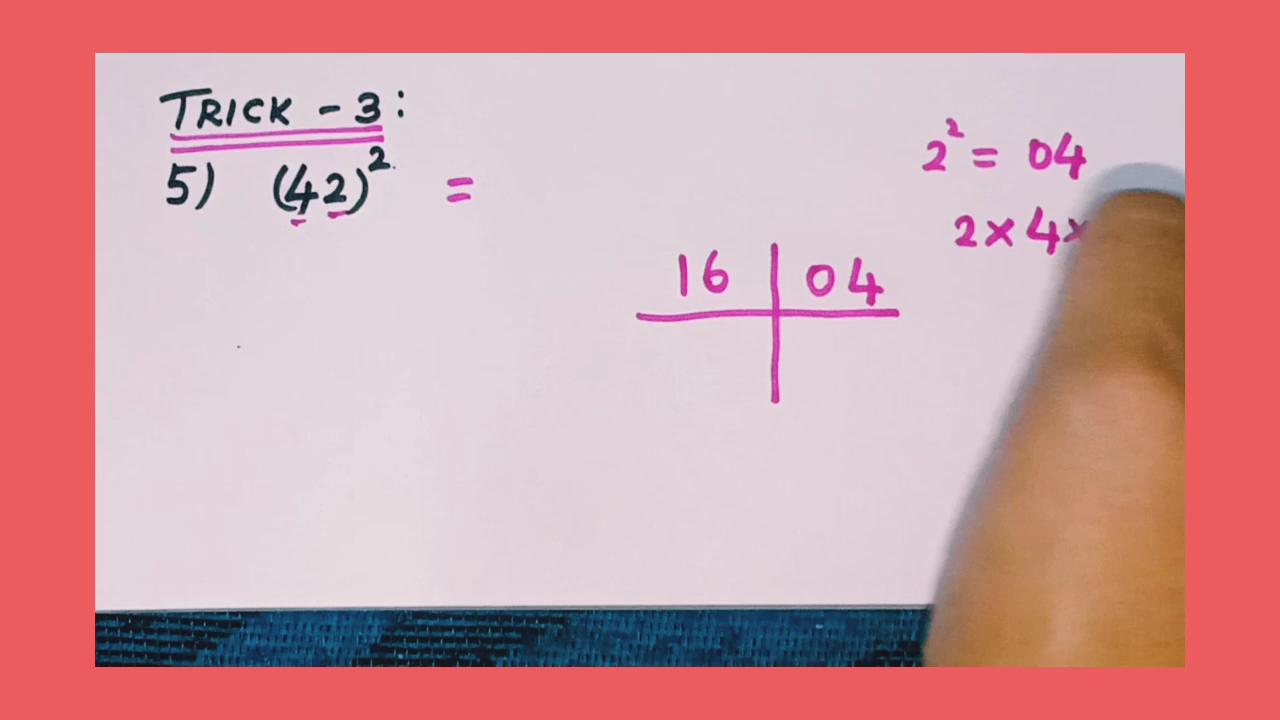 TRICK - 3:
5) (42)² =
2² = 04
2×4×
16 | 04